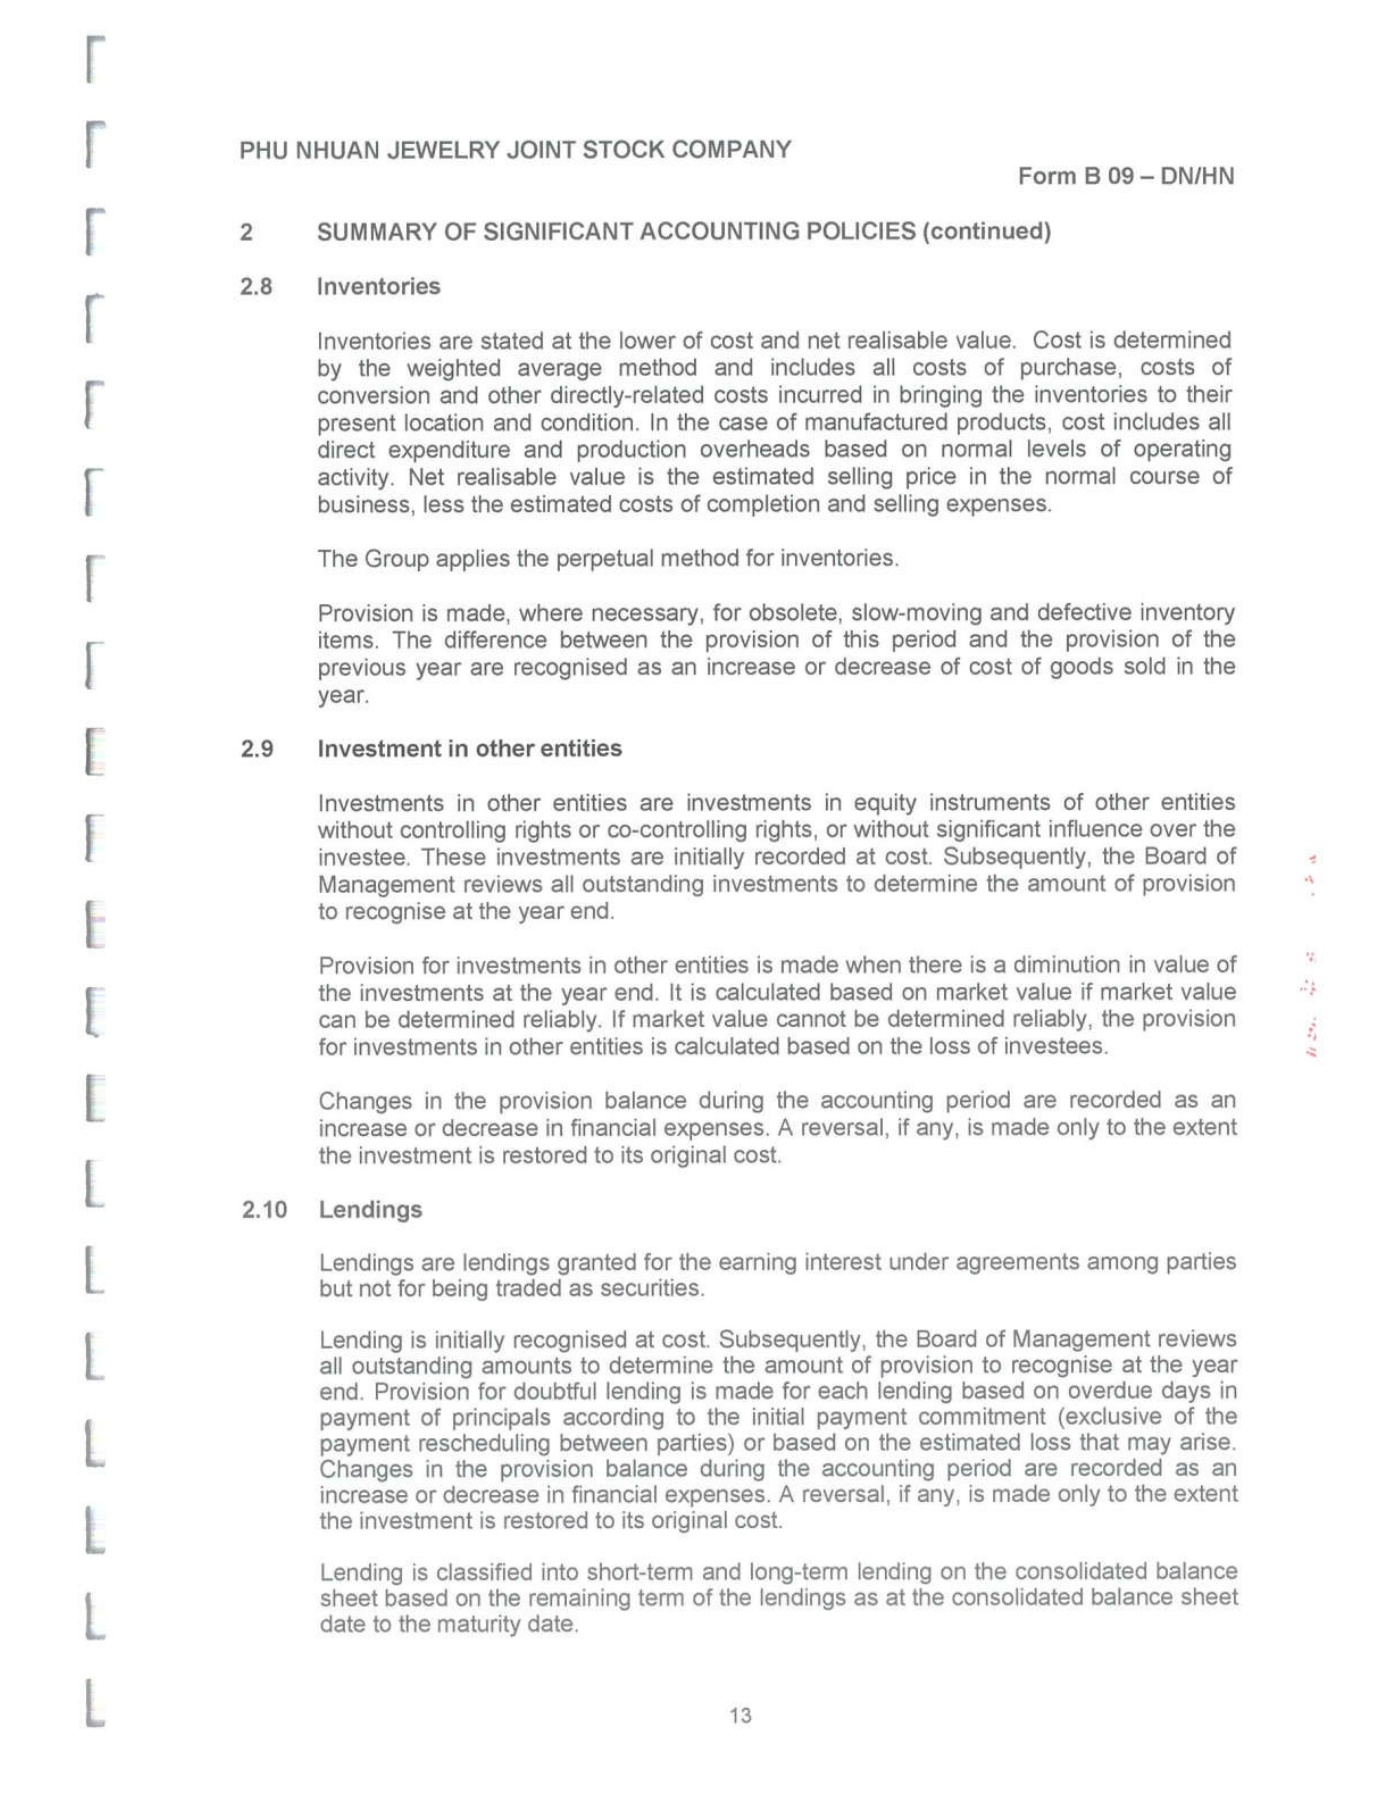 PHU NHUAN JEWELRY JOINT STOCK COMPANY
Form B 09 – DN/HN
2 SUMMARY OF SIGNIFICANT ACCOUNTING POLICIES (continued)
2.8 Inventories
Inventories are stated at the lower of cost and net realisable value. Cost is determined
by the weighted average method and includes all costs of purchase, costs of
conversion and other directly-related costs incurred in bringing the inventories to their
present location and condition. In the case of manufactured products, cost includes all
direct expenditure and production overheads based on normal levels of operating
activity. Net realisable value is the estimated selling price in the normal course of
business, less the estimated costs of completion and selling expenses.
The Group applies the perpetual method for inventories.
Provision is made, where necessary, for obsolete, slow-moving and defective inventory
items. The difference between the provision of this period and the provision of the
previous year are recognised as an increase or decrease of cost of goods sold in the
year.
2.9 Investment in other entities
Investments in other entities are investments in equity instruments of other entities
without controlling rights or co-controlling rights, or without significant influence over the
investee. These investments are initially recorded at cost. Subsequently, the Board of
Management reviews all outstanding investments to determine the amount of provision
to recognise at the year end.
Provision for investments in other entities is made when there is a diminution in value of
the investments at the year end. It is calculated based on market value if market value
can be determined reliably. If market value cannot be determined reliably, the provision
for investments in other entities is calculated based on the loss of investees.
Changes in the provision balance during the accounting period are recorded as an
increase or decrease in financial expenses. A reversal, if any, is made only to the extent
the investment is restored to its original cost.
2.10 Lendings
Lendings are lendings granted for the earning interest under agreements among parties
but not for being traded as securities.
Lending is initially recognised at cost. Subsequently, the Board of Management reviews
all outstanding amounts to determine the amount of provision to recognise at the year
end. Provision for doubtful lending is made for each lending based on overdue days in
payment of principals according to the initial payment commitment (exclusive of the
payment rescheduling between parties) or based on the estimated loss that may arise.
Changes in the provision balance during the accounting period are recorded as an
increase or decrease in financial expenses. A reversal, if any, is made only to the extent
the investment is restored to its original cost.
Lending is classified into short-term and long-term lending on the consolidated balance
sheet based on the remaining term of the lendings as at the consolidated balance sheet
date to the maturity date.
13